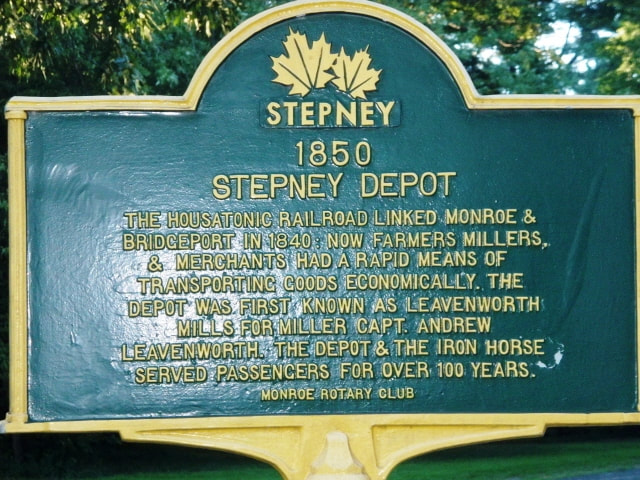 STEPNEY
1850
STEPNEY DEPOT
THE HOUSATONIC RAILROAD LINKED MONROE &
BRIDGEPORT IN 1840; NOW FARMERS MILLERS,
& MERCHANTS HAD A RAPID MEANS OF
TRANSPORTING GOODS ECONOMICALLY. THE
DEPOT WAS FIRST KNOWN AS LEAVENWORTH
MILLS FOR MILLER CAPT. ANDREW
LEAVENWORTH. THE DEPOT & THE IRON HORSE
SERVED PASSENGERS FOR OVER 100 YEARS.
MONROE ROTARY CLUB